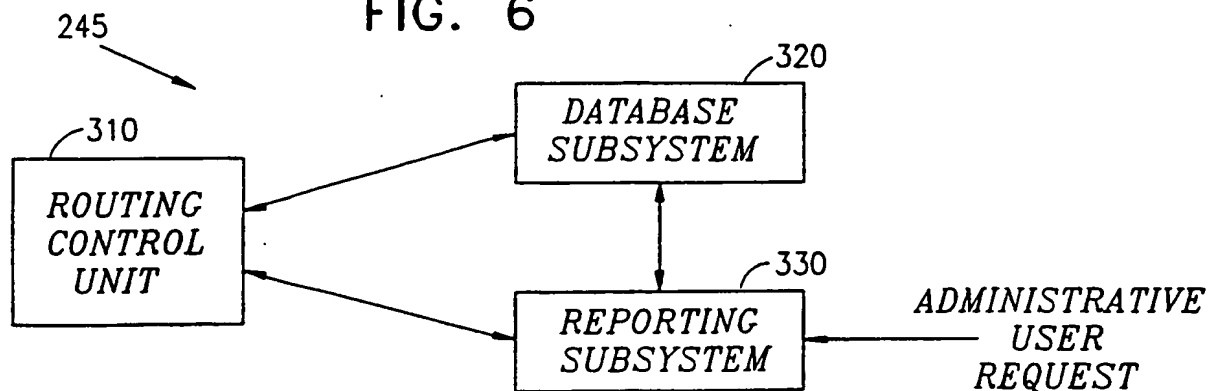 FIG. 6
245
320
DATABASE
SUBSYSTEM
310
ROUTING
CONTROL
UNIT
330
REPORTING
SUBSYSTEM
ADMINISTRATIVE
USER
REQUEST